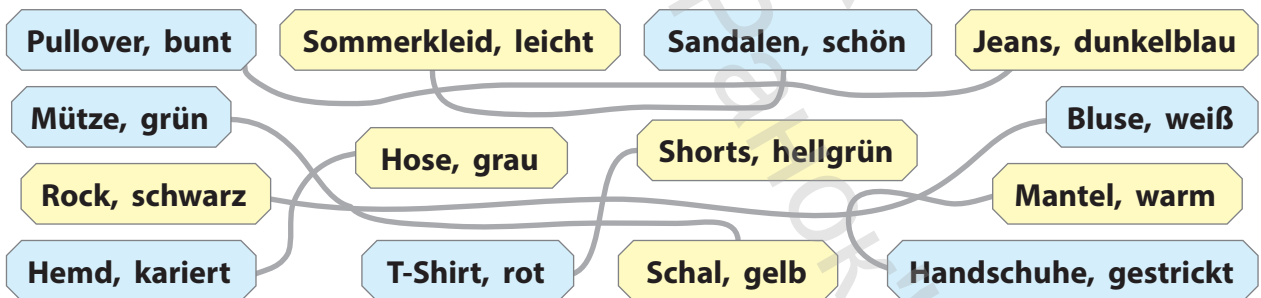 Pullover, bunt
Sommerkleid, leicht
Sandalen, schön
Jeans, dunkelblau
Mütze, grün
Bluse, weiß
Hose, grau
Shorts, hellgrün
Rock, schwarz
Mantel, warm
Hemd, kariert
T-Shirt, rot
Schal, gelb
Handschuhe, gestrickt